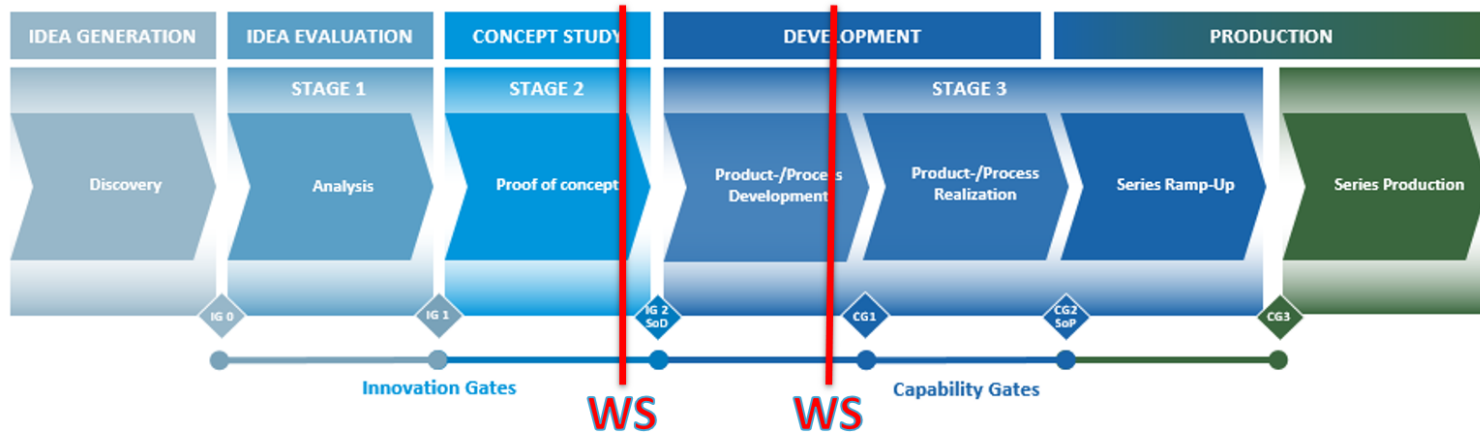 IDEA GENERATION
IDEA EVALUATION
CONCEPT STUDY
DEVELOPMENT
PRODUCTION
STAGE 1
STAGE 2
STAGE 3
Discovery
Analysis
Proof of concept
Product-/Process
Development
Product-/Process
Realization
Series Ramp-Up
Series Production
IG 0
IG 1
IG 2
SoD
CG1
CG2
SoP
CG3
Innovation Gates
Capability Gates
WS
WS